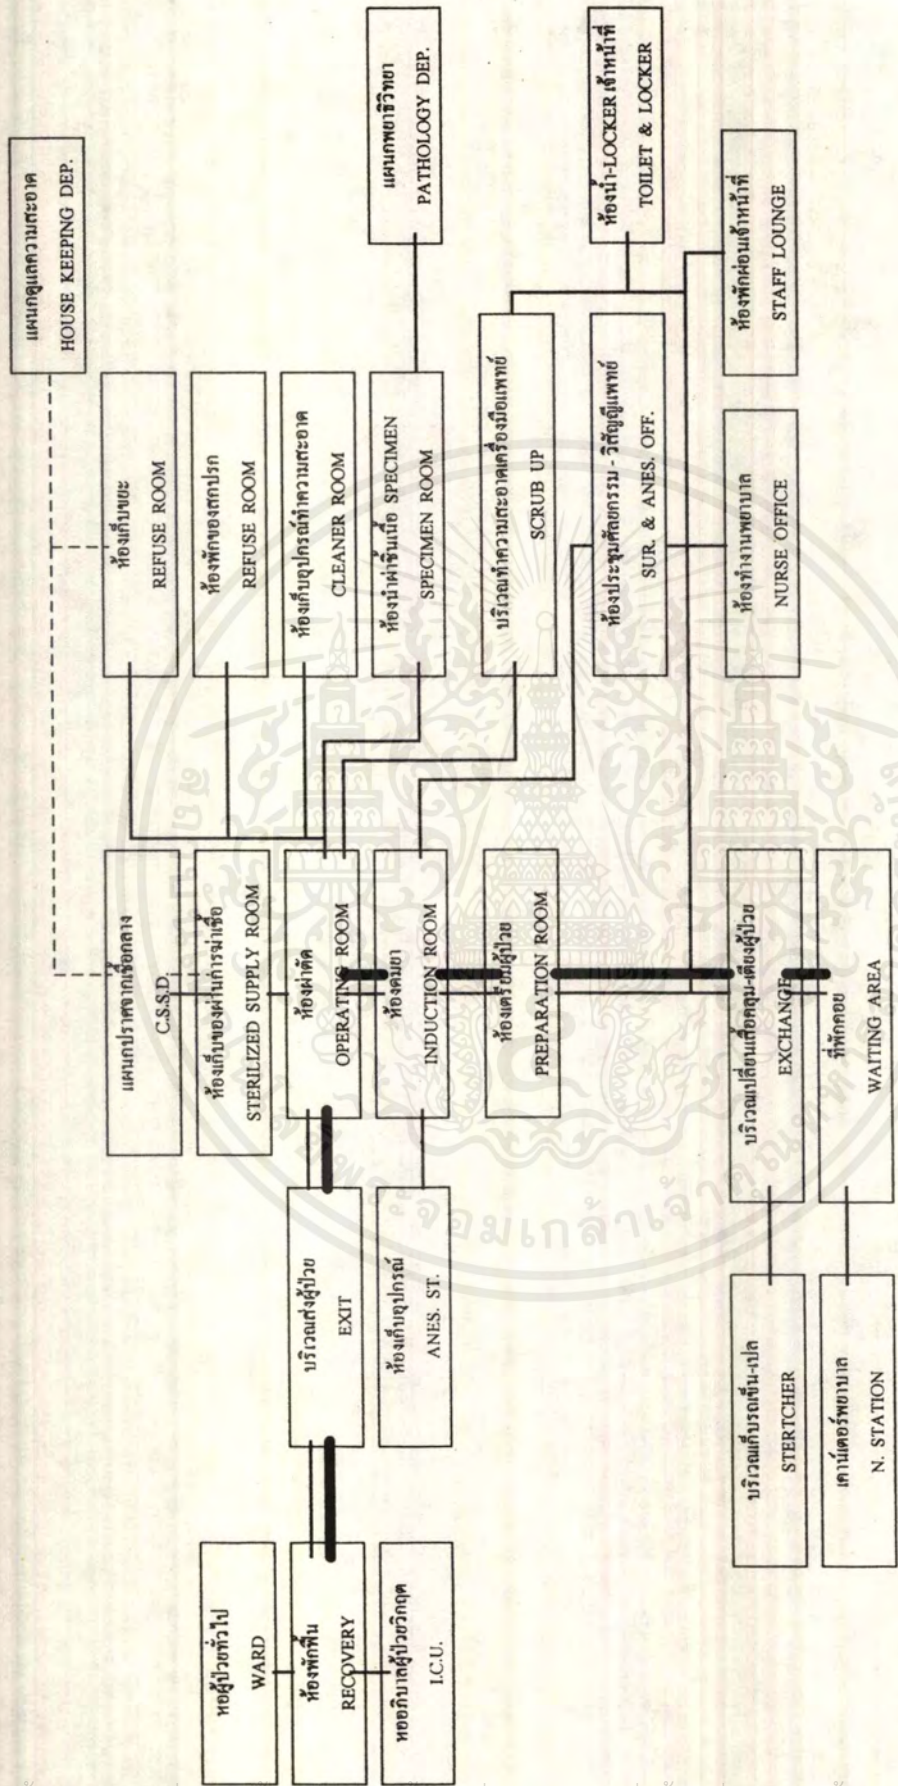 แผนกดูแลความสะอาด
HOUSE KEEPING DEP.
ห้องเก็บขยะ
REFUSE ROOM
ห้องพักของสกปรก
REFUSE ROOM
ห้องเก็บอุปกรณ์ทำความสะอาด
CLEANER ROOM
ห้องนำผ่าชิ้นเนื้อ SPECIMEN
SPECIMEN ROOM
แผนกพยาธิวิทยา
PATHOLOGY DEP.
บริเวณทำความสะอาดเครื่องมือแพทย์
SCRUB UP
ห้องประชุมศัลยกรรม - วิสัญญีแพทย์
SUR. & ANES. OFF.
ห้องน้ำ-LOCKER เจ้าหน้าที่
TOILET & LOCKER
ห้องทำงานพยาบาล
NURSE OFFICE
ห้องพักผ่อนเจ้าหน้าที่
STAFF LOUNGE
แผนกปราศจากเชื้อกลาง
C.S.S.D.
ห้องเก็บของผ่านการฆ่าเชื้อ
STERILIZED SUPPLY ROOM
ห้องผ่าตัด
OPERATING ROOM
ห้องดมยา
INDUCTION ROOM
ห้องเตรียมผู้ป่วย
PREPARATION ROOM
บริเวณเปลี่ยนเสื้อคลุม-เตียงผู้ป่วย
EXCHANGE
ที่พักคอย
WAITING AREA
บริเวณส่งผู้ป่วย
EXIT
ห้องเก็บอุปกรณ์
ANES. ST.
บริเวณเก็บรถเข็น-เปล
STERTCHER
เคาน์เตอร์พยาบาล
N. STATION
หอผู้ป่วยทั่วไป
WARD
ห้องพักฟื้น
RECOVERY
หออภิบาลผู้ป่วยวิกฤต
I.C.U.